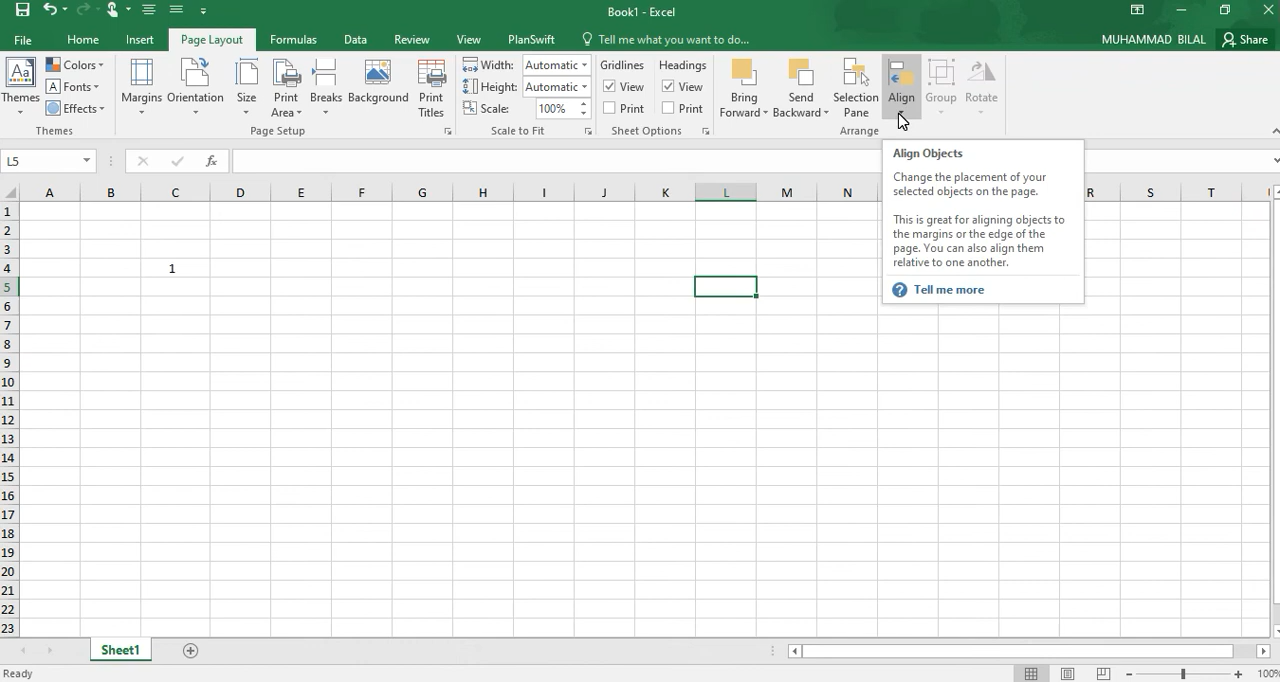 Book1 - Excel
File Home Insert Page Layout Formulas Data Review View PlanSwift Tell me what you want to do... MUHAMMAD BILAL Share
Aa Colors Width: Automatic Gridlines Headings
Themes A Fonts Margins Orientation Size Print Area Breaks Background Print Titles Height: Automatic View View Bring Forward Send Backward Selection Pane Align Group Rotate
Effects Scale: 100% Print Print
Themes Page Setup Scale to Fit Sheet Options Arrange
L5 fx
Align Objects
Change the placement of your
selected objects on the page.
This is great for aligning objects to
the margins or the edge of the
page. You can also align them
relative to one another.
? Tell me more
A B C D E F G H I J K L M N R S T
1
2
3
4 1
5
6
7
8
9
10
11
12
13
14
15
16
17
18
19
20
21
22
23
Sheet1
Ready 100%